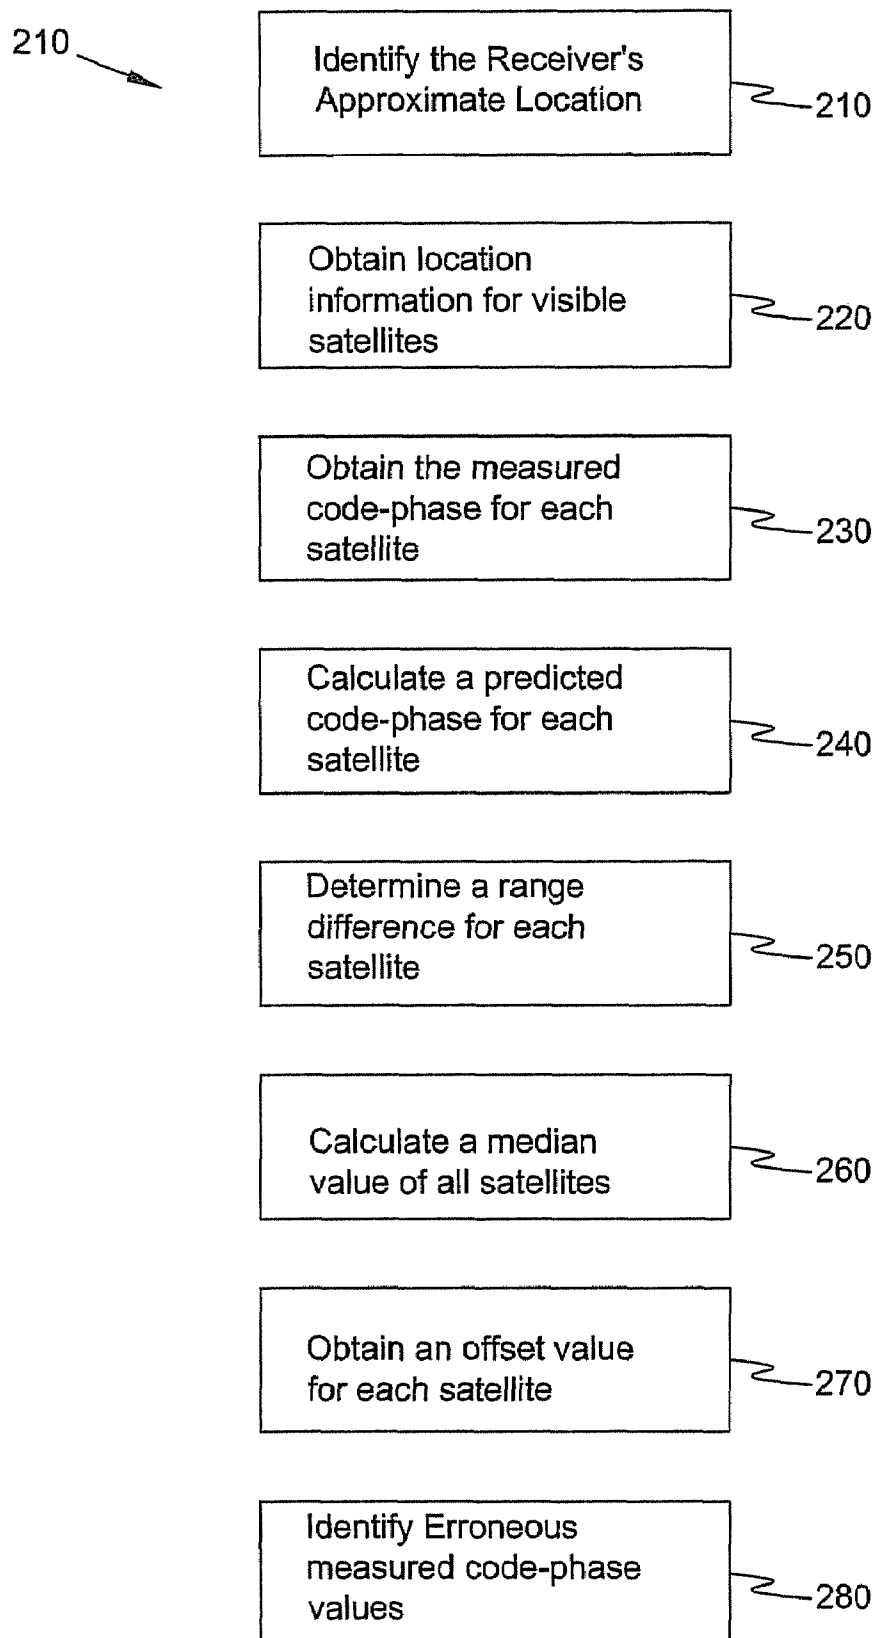 210
Identify the Receiver's
Approximate Location
210
Obtain location
information for visible
satellites
220
Obtain the measured
code-phase for each
satellite
230
Calculate a predicted
code-phase for each
satellite
240
Determine a range
difference for each
satellite
250
Calculate a median
value of all satellites
260
Obtain an offset value
for each satellite
270
Identify Erroneous
measured code-phase
values
280